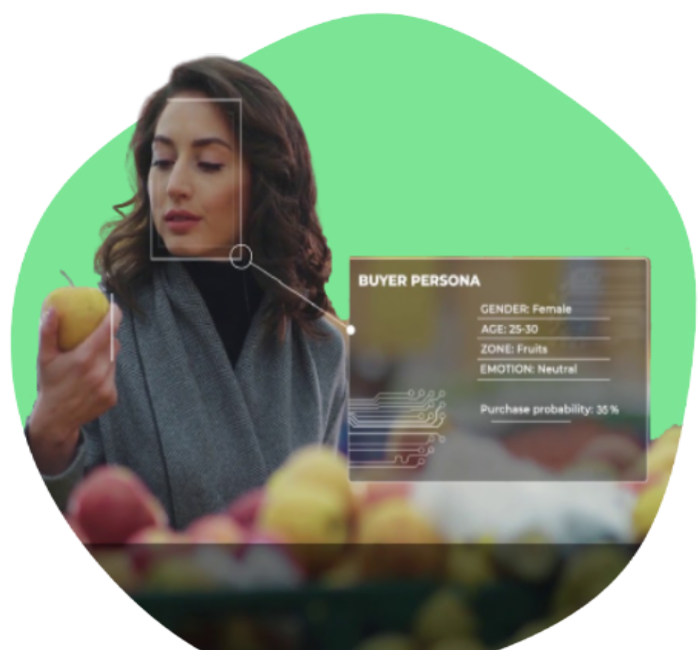 BUYER PERSONA
GENDER: Female
AGE: 25-30
ZONE: Fruits
EMOTION: Neutral
Purchase probability: 35 %